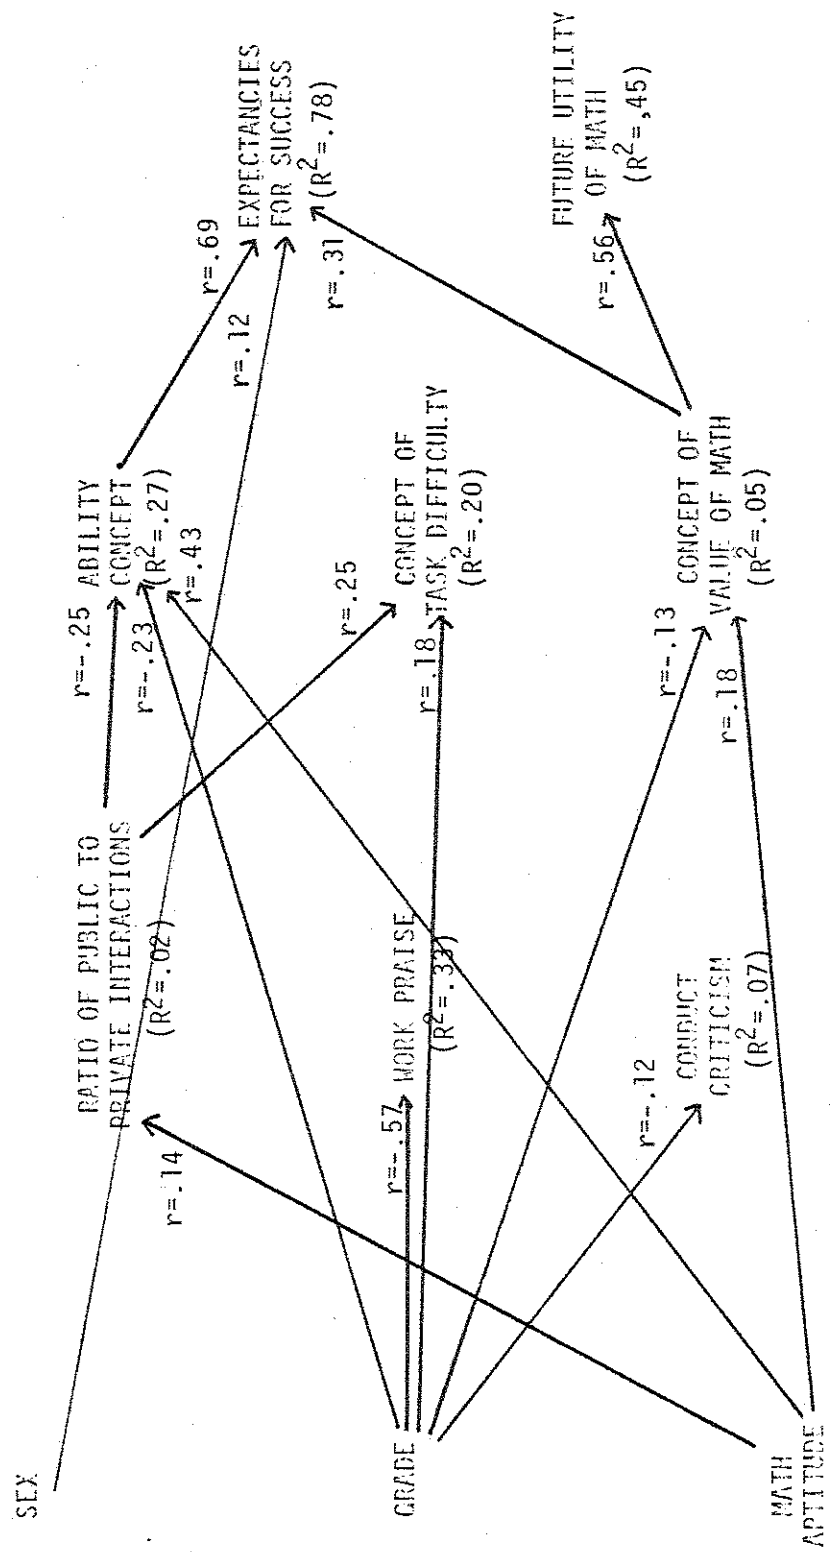 SEX
RATIO OF PUBLIC TO
PRIVATE INTERACTIONS
(R²=.02)
r=.14
r=-.25
r=-.23
ABILITY
CONCEPT
(R²=.27)
r=.43
r=.69
r=.12
EXPECTANCIES
FOR SUCCESS
(R²=.78)
r=.31
GRADE
r=-.57
WORK PRAISE
(R²=.33)
r=.25
r=.18
CONCEPT OF
TASK DIFFICULTY
(R²=.20)
r=-.12
CONDUCT
CRITICISM
(R²=.07)
r=-.13
r=.18
CONCEPT OF
VALUE OF MATH
(R²=.05)
r=.56
FUTURE UTILITY
OF MATH
(R²=,45)
MATH
APTITUDE